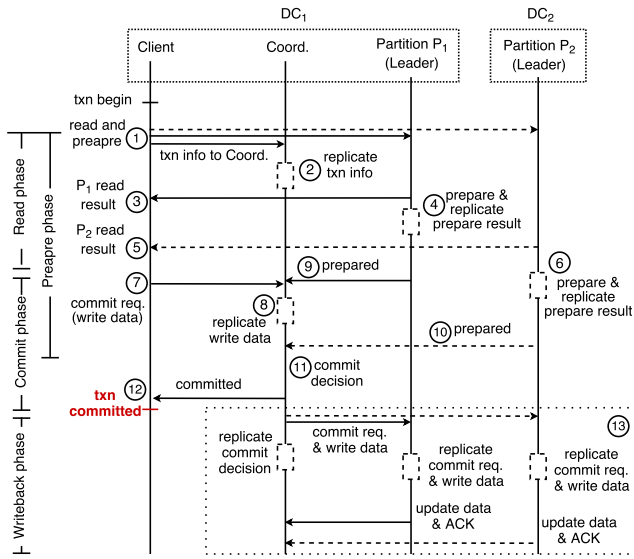 DC1
DC2
Client
Coord.
Partition P1
(Leader)
Partition P2
(Leader)
txn begin
read and
preapre
1
txn info to Coord.
2
replicate
txn info
P1 read
result
3
4
prepare &
replicate
prepare result
P2 read
result
5
6
prepare &
replicate
prepare result
7
commit req.
(write data)
9
prepared
8
replicate
write data
10
prepared
11
commit
decision
12
committed
txn
committed
13
commit req.
& write data
replicate
commit
decision
replicate
commit req.
& write data
replicate
commit req.
& write data
update data
& ACK
update data
& ACK
Read phase
Preapre phase
Commit phase
Writeback phase